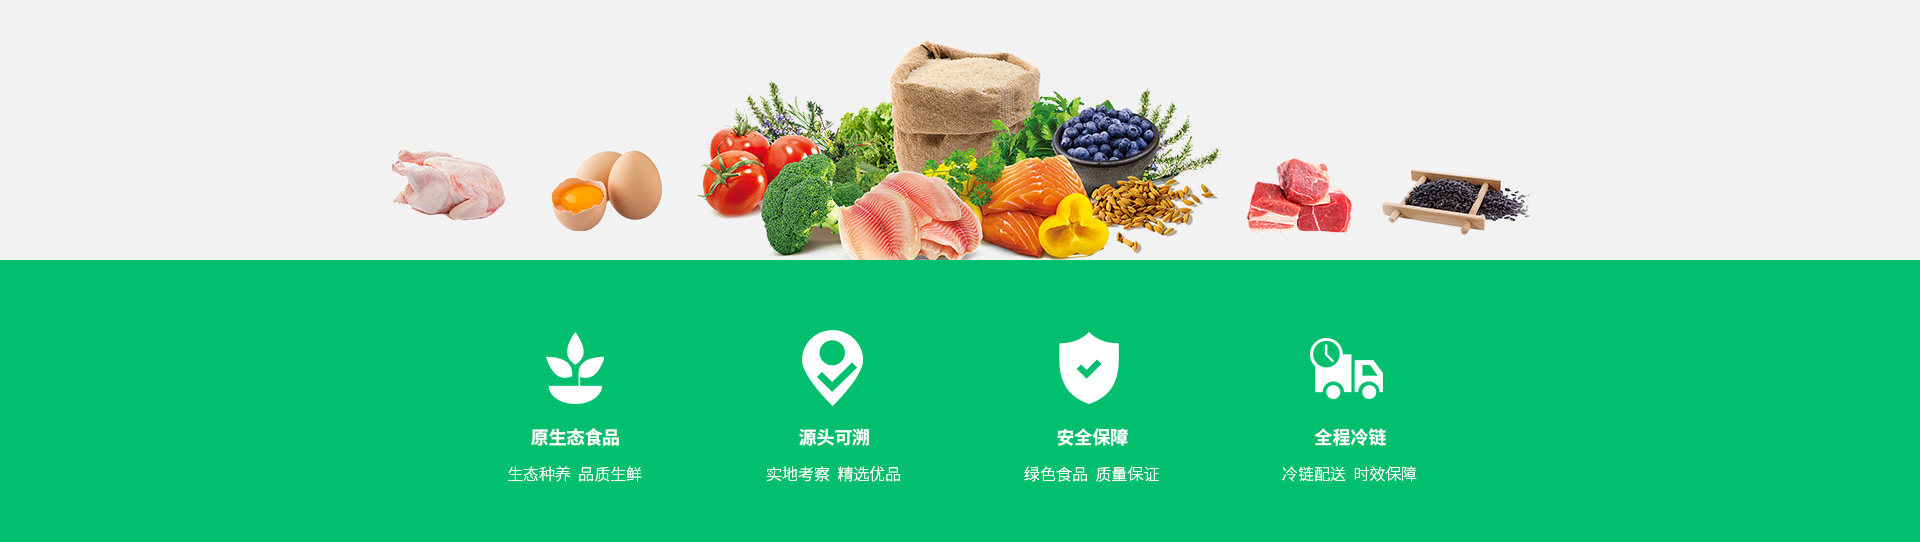 原生态食品
源头可溯
安全保障
全程冷链
生态种养 品质生鲜
实地考察 精选优品
绿色食品 质量保证
冷链配送 时效保障